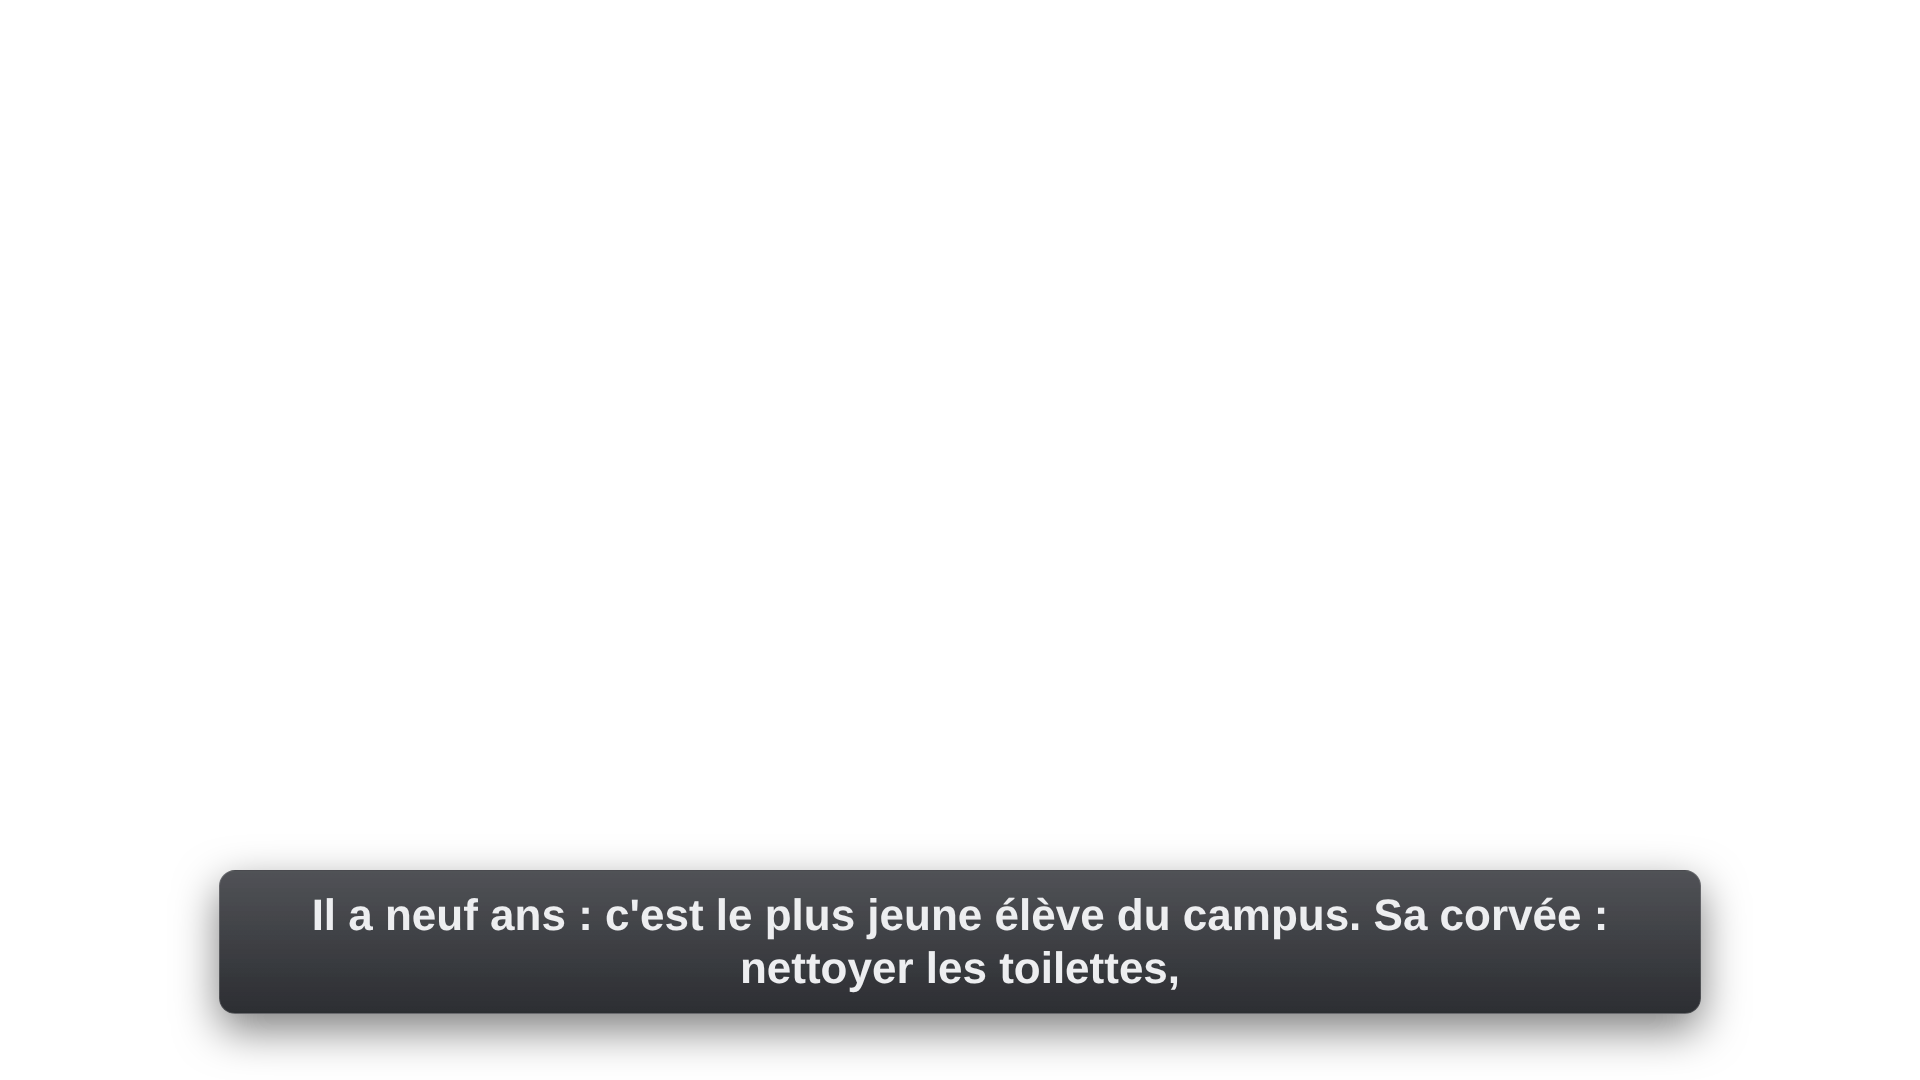 Il a neuf ans : c'est le plus jeune élève du campus. Sa corvée :
nettoyer les toilettes,